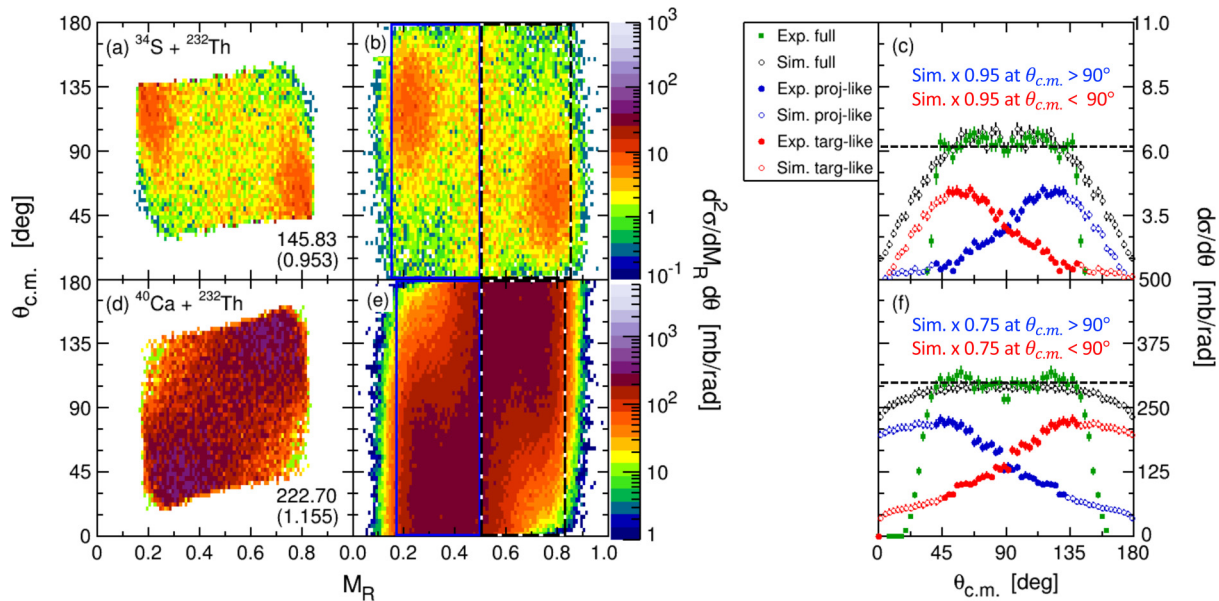 (a) ³⁴S + ²³²Th
145.83
(0.953)
(b)
180
135
90
45
180
135
90
45
0
θc.m. [deg]
(d) ⁴⁰Ca + ²³²Th
222.70
(1.155)
(e)
0 0.2 0.4 0.6 0.8
0.2 0.4 0.6 0.8 1.0
M_R
10³
10²
10
1
10⁻¹
10³
10²
10
1
d²σ/dM_R dθ [mb/rad]
Exp. full
Sim. full
Exp. proj-like
Sim. proj-like
Exp. targ-like
Sim. targ-like
(c)
Sim. x 0.95 at θc.m. > 90°
Sim. x 0.95 at θc.m. < 90°
11.0
8.5
6.0
3.5
500
(f)
Sim. x 0.75 at θc.m. > 90°
Sim. x 0.75 at θc.m. < 90°
375
250
125
0
dσ/dθ [mb/rad]
0 45 90 135 180
θc.m. [deg]